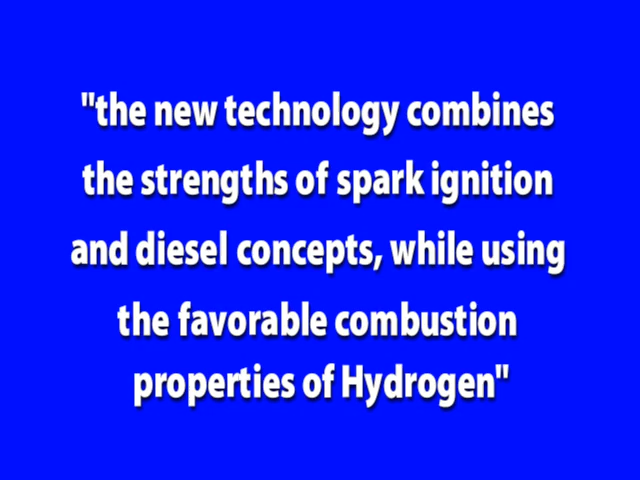 "the new technology combines
the strengths of spark ignition
and diesel concepts, while using
the favorable combustion
properties of Hydrogen"